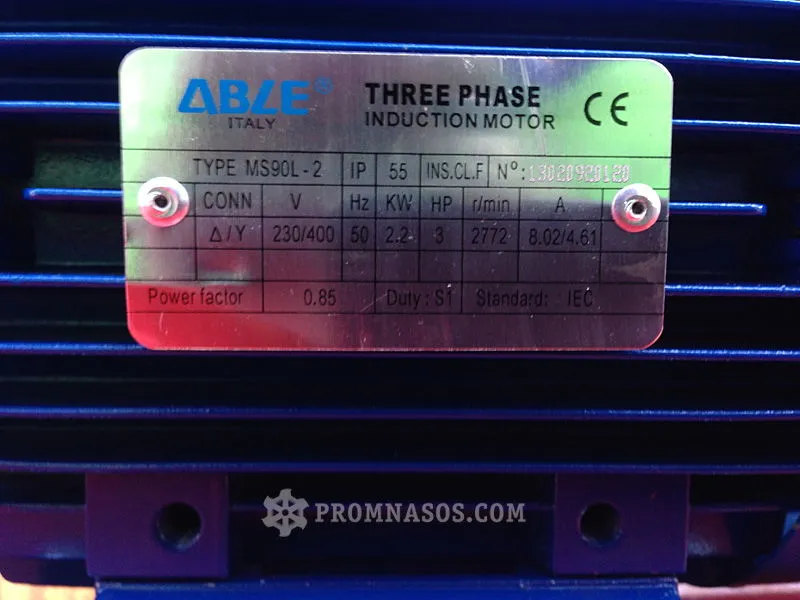 ABLE® THREE PHASE CE
ITALY INDUCTION MOTOR
TYPE MS90L-2 IP 55 INS.CL.F Nº:13020920120
CONN V Hz KW HP r/min A
Δ/Y 230/400 50 2.2 3 2772 8.02/4.61
Power factor 0.85 Duty: S1 Standard: IEC
PROMNASOS.COM